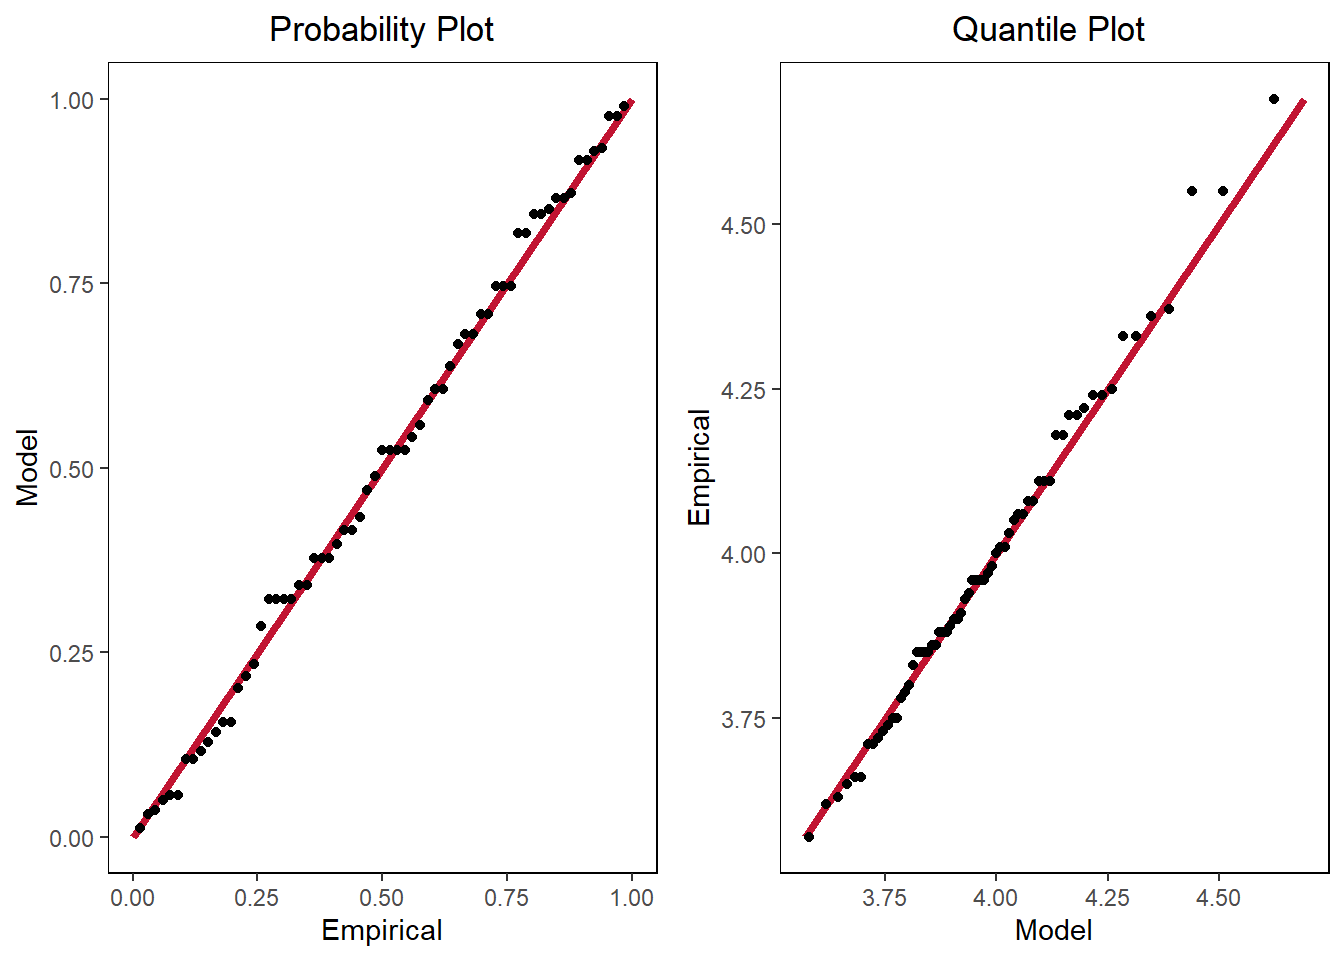 Probability Plot
Model
1.00
0.75
0.50
0.25
0.00
0.00 0.25 0.50 0.75 1.00
Empirical
Quantile Plot
Empirical
4.50
4.25
4.00
3.75
3.75 4.00 4.25 4.50
Model